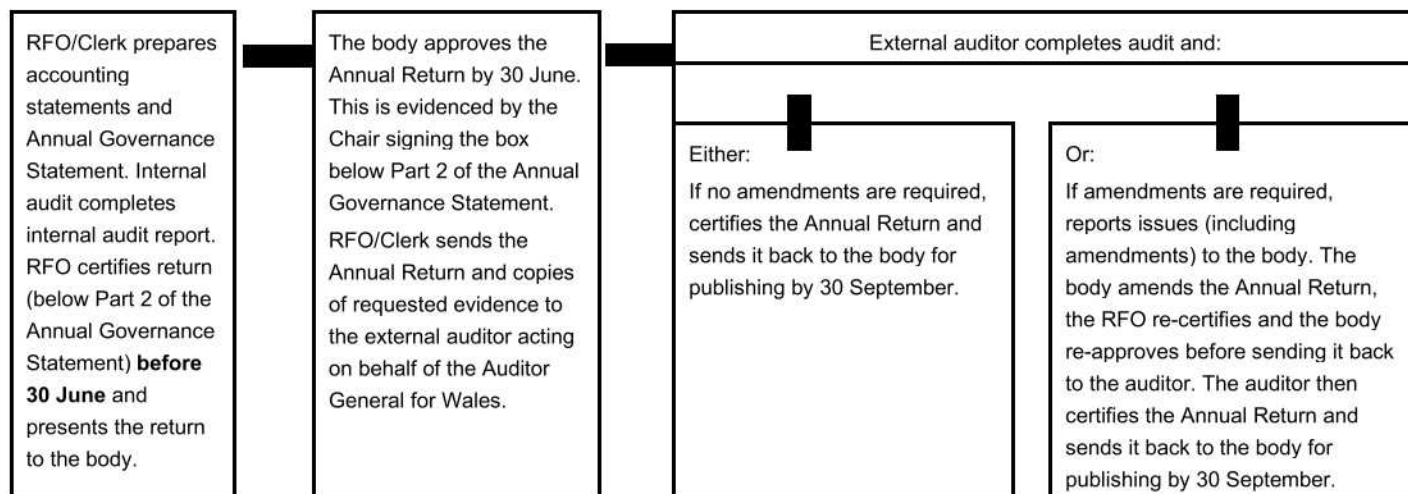 RFO/Clerk prepares
accounting
statements and
Annual Governance
Statement. Internal
audit completes
internal audit report.
RFO certifies return
(below Part 2 of the
Annual Governance
Statement) before
30 June and
presents the return
to the body.
The body approves the
Annual Return by 30 June.
This is evidenced by the
Chair signing the box
below Part 2 of the Annual
Governance Statement.
RFO/Clerk sends the
Annual Return and copies
of requested evidence to
the external auditor acting
on behalf of the Auditor
General for Wales.
External auditor completes audit and:
Either:
If no amendments are required,
certifies the Annual Return and
sends it back to the body for
publishing by 30 September.
Or:
If amendments are required,
reports issues (including
amendments) to the body. The
body amends the Annual Return,
the RFO re-certifies and the body
re-approves before sending it back
to the auditor. The auditor then
certifies the Annual Return and
sends it back to the body for
publishing by 30 September.